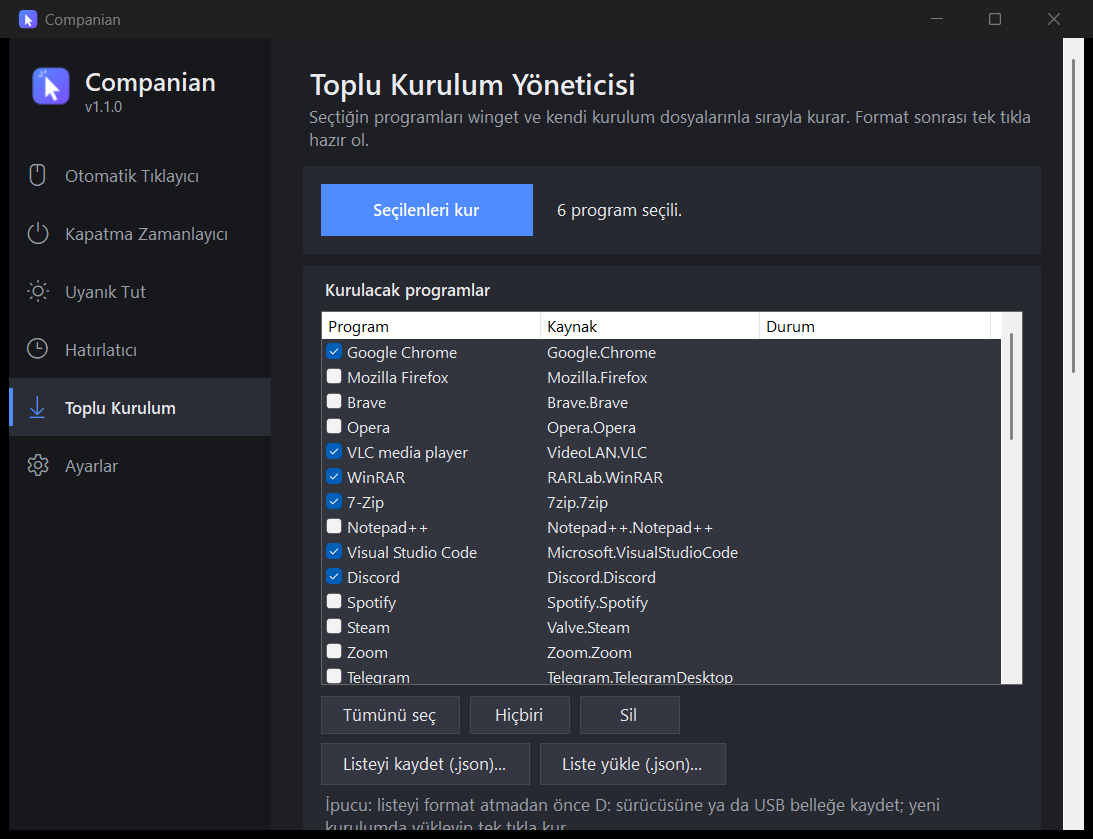 Companian
Companian
v1.1.0
Otomatik Tıklayıcı
Kapatma Zamanlayıcı
Uyanık Tut
Hatırlatıcı
Toplu Kurulum
Ayarlar
Toplu Kurulum Yöneticisi
Seçtiğin programları winget ve kendi kurulum dosyalarınla sırayla kurar. Format sonrası tek tıkla
hazır ol.
Seçilenleri kur 6 program seçili.
Kurulacak programlar
Program Kaynak Durum
Google Chrome Google.Chrome
Mozilla Firefox Mozilla.Firefox
Brave Brave.Brave
Opera Opera.Opera
VLC media player VideoLAN.VLC
WinRAR RARLab.WinRAR
7-Zip 7zip.7zip
Notepad++ Notepad++.Notepad++
Visual Studio Code Microsoft.VisualStudioCode
Discord Discord.Discord
Spotify Spotify.Spotify
Steam Valve.Steam
Zoom Zoom.Zoom
Telegram Telegram.TelegramDesktop
Tümünü seç Hiçbiri Sil
Listeyi kaydet (.json)... Liste yükle (.json)...
İpucu: listeyi format atmadan önce D: sürücüsüne ya da USB belleğe kaydet; yeni
kurulumda yükleyip tek tıkla kur.